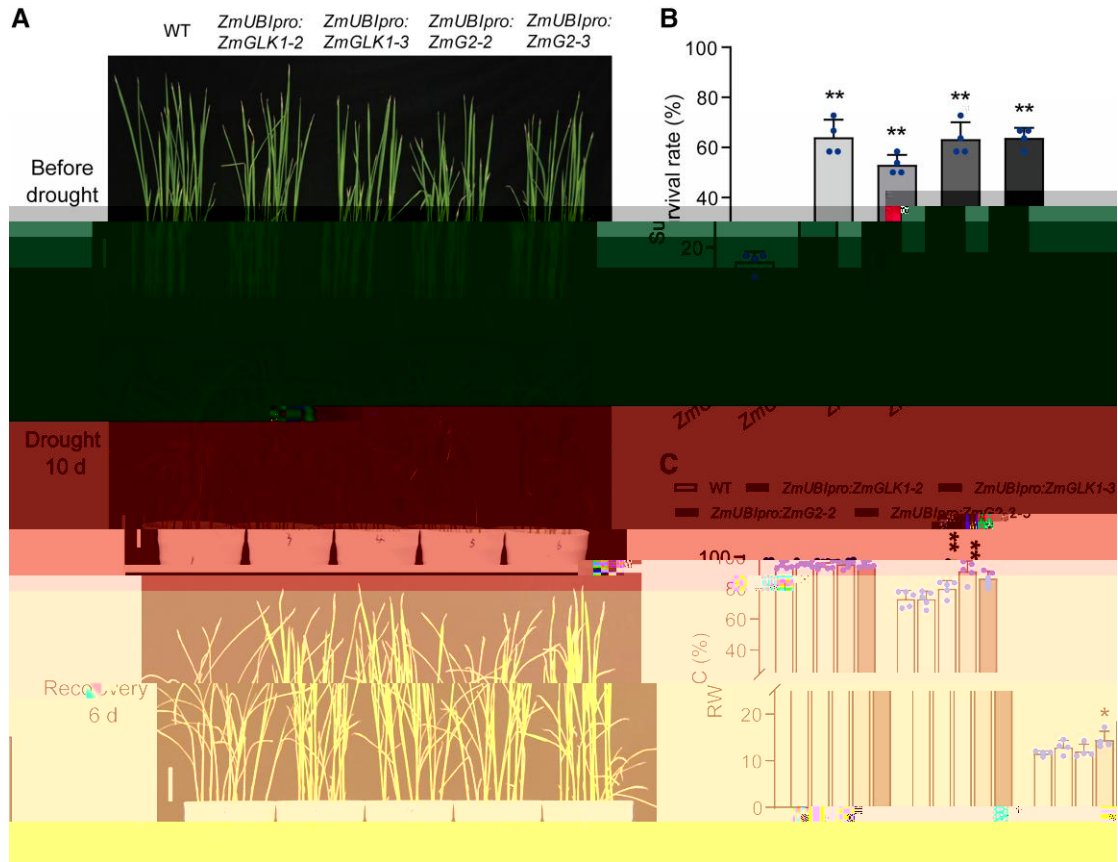 A
WT
ZmUBIpro:
ZmGLK1-2
ZmUBIpro:
ZmGLK1-3
ZmUBIpro:
ZmG2-2
ZmUBIpro:
ZmG2-3
Before
drought
Drought
10 d
Recovery
6 d
B
Survival rate (%)
100
80
60
40
20
**
**
**
**
C
WT
ZmUBIpro:ZmGLK1-2
ZmUBIpro:ZmGLK1-3
ZmUBIpro:ZmG2-2
100
80
60
40
20
10
0
**
**
*